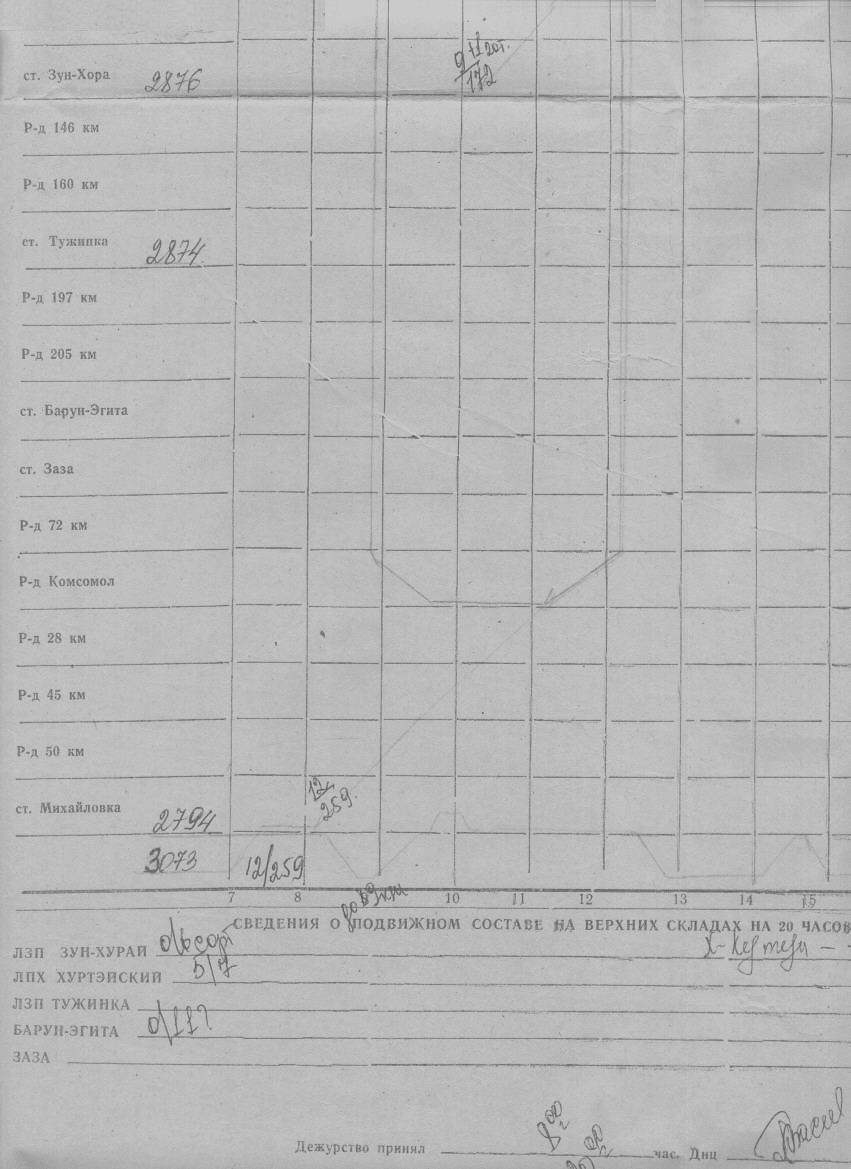 ст. Зун-Хора 2876 172
Р-д 146 км
Р-д 160 км
ст. Тужинка 2874
Р-д 197 км
Р-д 205 км
ст. Барун-Эгита
ст. Заза
Р-д 72 км
Р-д Комсомол
Р-д 28 км
Р-д 45 км
Р-д 50 км
12/259
ст. Михайловка 2794
3073 12/259
7 8 10 11 12 13 14 15
СВЕДЕНИЯ О ПОДВИЖНОМ СОСТАВЕ НА ВЕРХНИХ СКЛАДАХ НА 20 ЧАСОВ
ЛЗП ЗУН-ХУРАЙ
ЛПХ ХУРТЭЙСКИЙ 5/7
ЛЗП ТУЖИНКА
БАРУН-ЭГИТА
ЗАЗА
Дежурство принял час. Днц